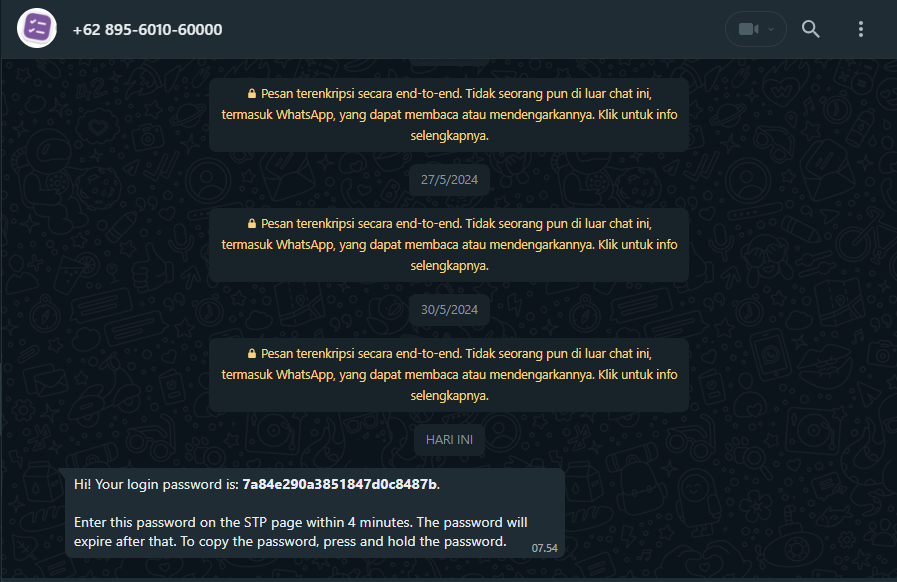 +62 895-6010-60000
Pesan terenkripsi secara end-to-end. Tidak seorang pun di luar chat ini,
termasuk WhatsApp, yang dapat membaca atau mendengarkannya. Klik untuk info
selengkapnya.
27/5/2024
Pesan terenkripsi secara end-to-end. Tidak seorang pun di luar chat ini,
termasuk WhatsApp, yang dapat membaca atau mendengarkannya. Klik untuk info
selengkapnya.
30/5/2024
Pesan terenkripsi secara end-to-end. Tidak seorang pun di luar chat ini,
termasuk WhatsApp, yang dapat membaca atau mendengarkannya. Klik untuk info
selengkapnya.
HARI INI
Hi! Your login password is: 7a84e290a3851847d0c8487b.
Enter this password on the STP page within 4 minutes. The password will
expire after that. To copy the password, press and hold the password.
07.54